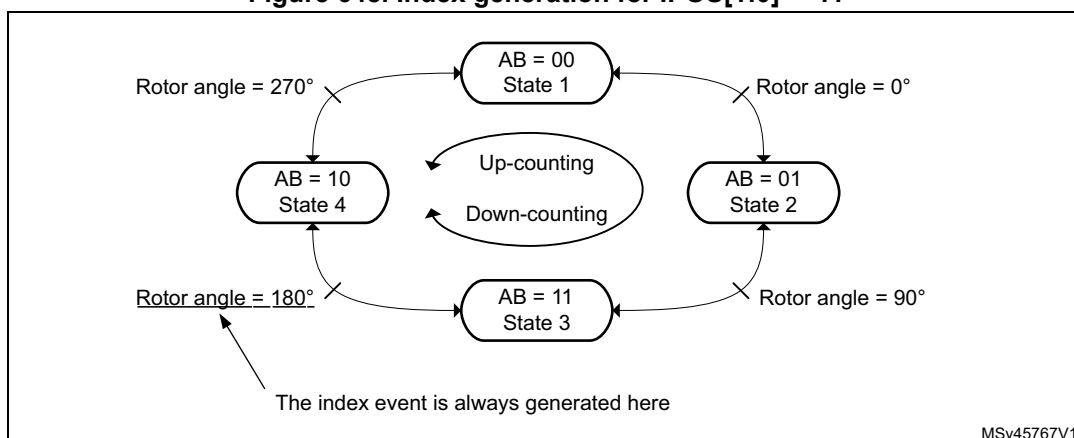 AB = 00
State 1
Rotor angle = 270°
Rotor angle = 0°
Up-counting
AB = 10
State 4
AB = 01
State 2
Down-counting
Rotor angle = 180°
AB = 11
State 3
Rotor angle = 90°
The index event is always generated here
MSv45767V1